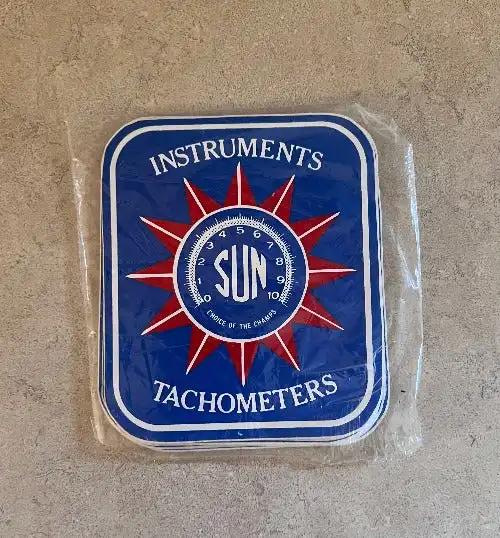 INSTRUMENTS
0 1 2 3 4 5 6 7 8 9 10
SUN
CHOICE OF THE CHAMPS
TACHOMETERS